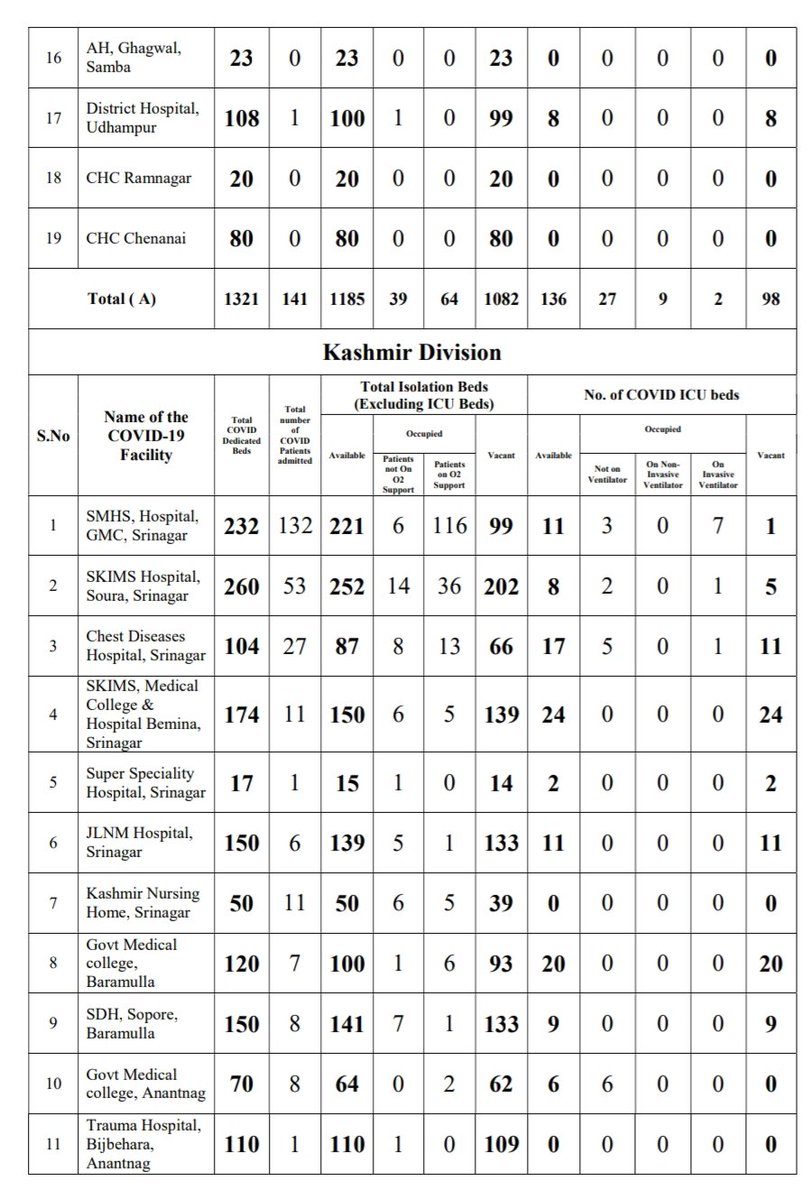 16 AH, Ghagwal, Samba 23 0 23 0 0 23 0 0 0 0 0
17 District Hospital, Udhampur 108 1 100 1 0 99 8 0 0 0 8
18 CHC Ramnagar 20 0 20 0 0 20 0 0 0 0 0
19 CHC Chenanai 80 0 80 0 0 80 0 0 0 0 0
Total ( A) 1321 141 1185 39 64 1082 136 27 9 2 98
Kashmir Division
S.No Name of the COVID-19 Facility Total COVID Dedicated Beds Total number of COVID Patients admitted Total Isolation Beds (Excluding ICU Beds) No. of COVID ICU beds
Available Occupied Vacant Available Occupied Vacant
Patients not On O2 Support Patients on O2 Support Not on Ventilator On Non-Invasive Ventilator On Invasive Ventilator
1 SMHS, Hospital, GMC, Srinagar 232 132 221 6 116 99 11 3 0 7 1
2 SKIMS Hospital, Soura, Srinagar 260 53 252 14 36 202 8 2 0 1 5
3 Chest Diseases Hospital, Srinagar 104 27 87 8 13 66 17 5 0 1 11
4 SKIMS, Medical College & Hospital Bemina, Srinagar 174 11 150 6 5 139 24 0 0 0 24
5 Super Speciality Hospital, Srinagar 17 1 15 1 0 14 2 0 0 0 2
6 JLNM Hospital, Srinagar 150 6 139 5 1 133 11 0 0 0 11
7 Kashmir Nursing Home, Srinagar 50 11 50 6 5 39 0 0 0 0 0
8 Govt Medical college, Baramulla 120 7 100 1 6 93 20 0 0 0 20
9 SDH, Sopore, Baramulla 150 8 141 7 1 133 9 0 0 0 9
10 Govt Medical college, Anantnag 70 8 64 0 2 62 6 6 0 0 0
11 Trauma Hospital, Bijbehara, Anantnag 110 1 110 1 0 109 0 0 0 0 0